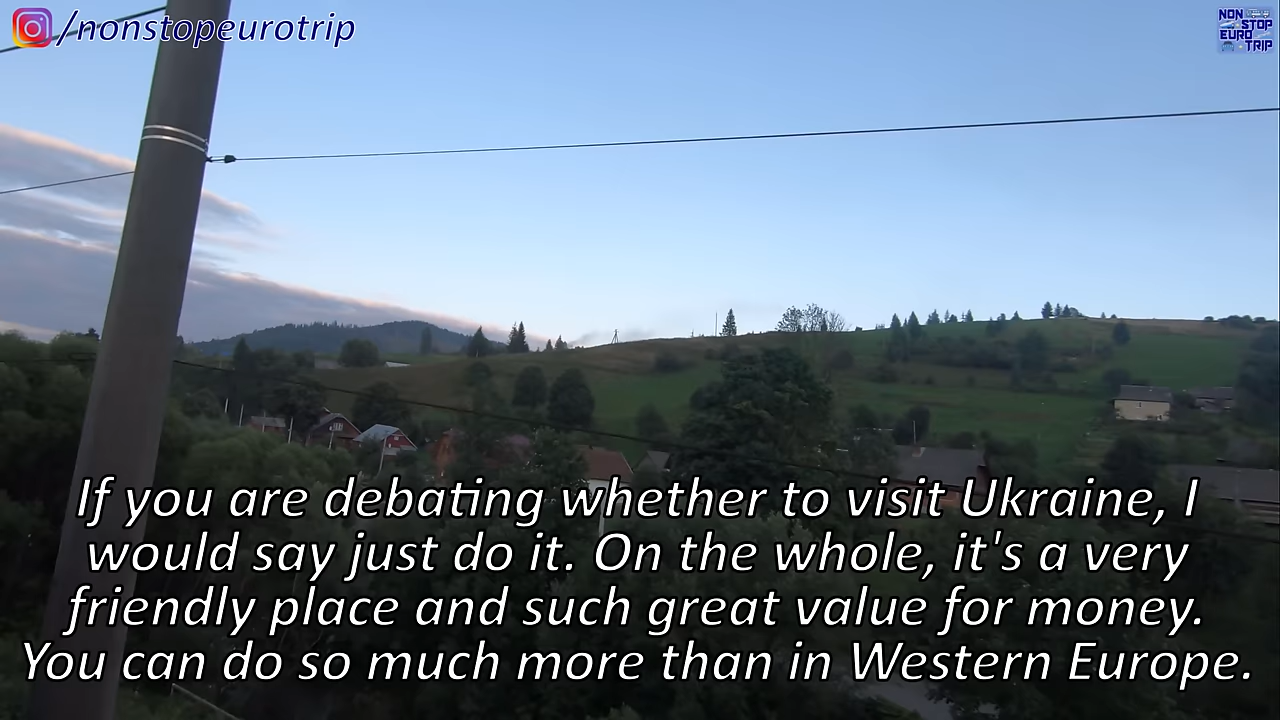 /nonstopeurotrip
NON
STOP
EURO
TRIP
If you are debating whether to visit Ukraine, I
would say just do it. On the whole, it's a very
friendly place and such great value for money.
You can do so much more than in Western Europe.